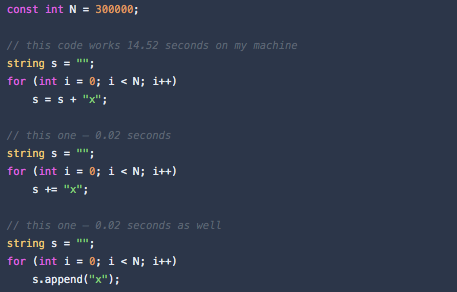 const int N = 300000;
// this code works 14.52 seconds on my machine
string s = "";
for (int i = 0; i < N; i++)
    s = s + "x";
// this one — 0.02 seconds
string s = "";
for (int i = 0; i < N; i++)
    s += "x";
// this one — 0.02 seconds as well
string s = "";
for (int i = 0; i < N; i++)
    s.append("x");